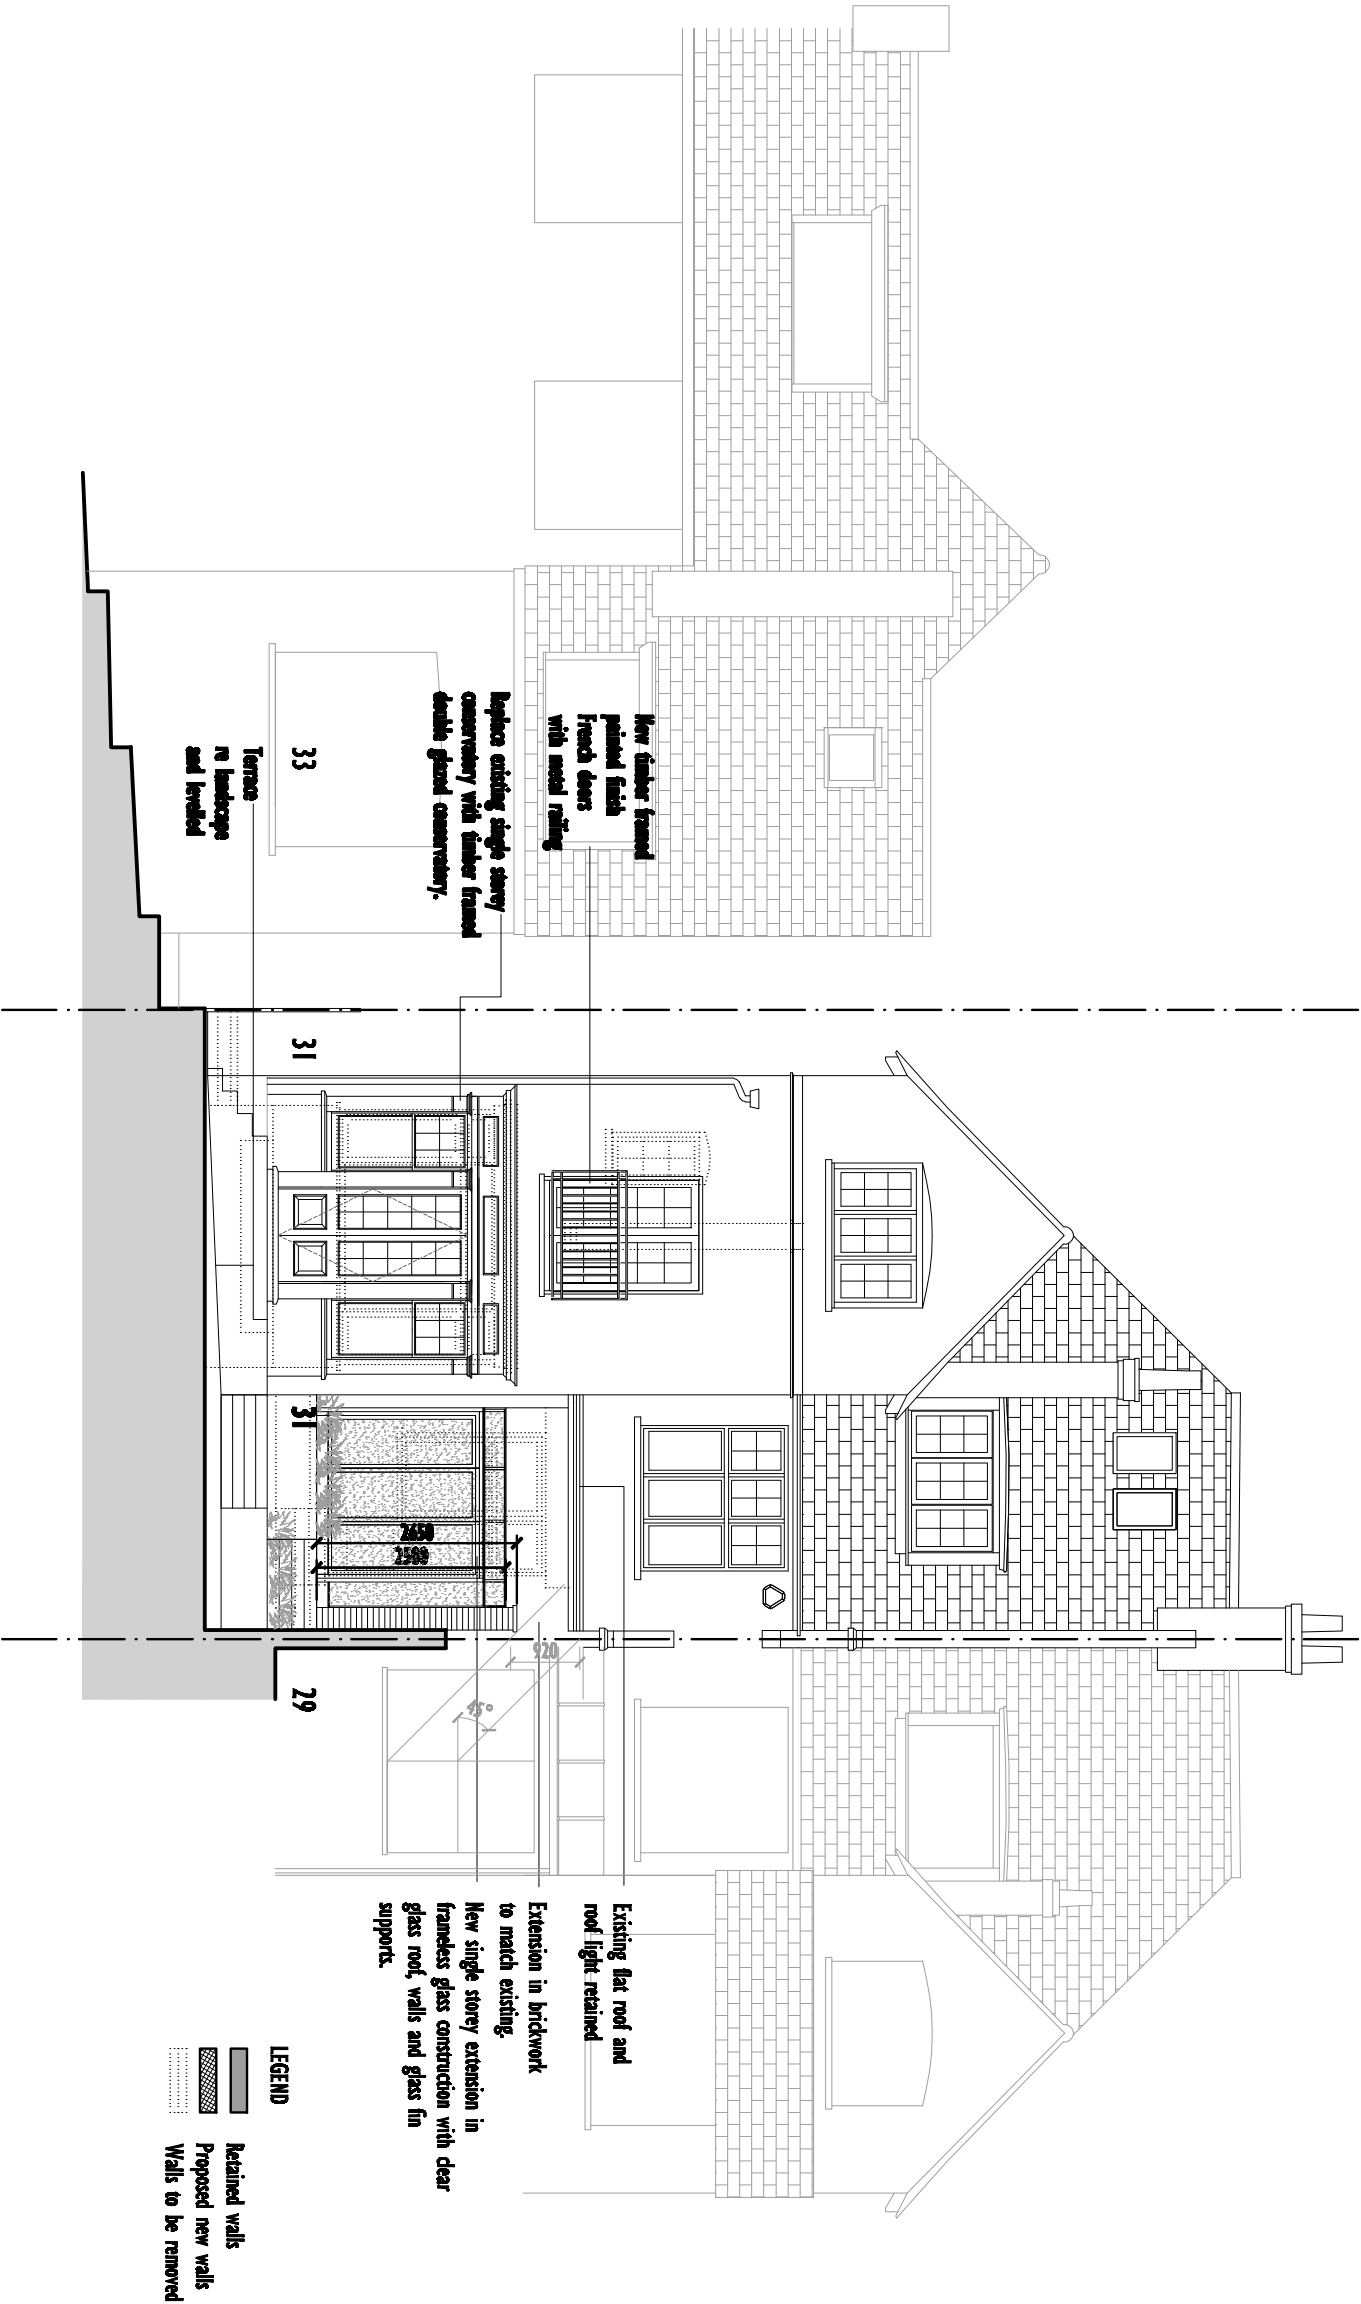 New timber framed
painted finish
French doors
with metal railing
Replace existing single storey
conservatory with timber framed
double glazed conservatory.
33
Terrace
re landscape
and levelled
31
31
2650
2500
920
45°
29
Existing flat roof and
roof light retained
Extension in brickwork
to match existing.
New single storey extension in
frameless glass construction with clear
glass roof, walls and glass fin
supports.
LEGEND
Retained walls
Proposed new walls
Walls to be removed